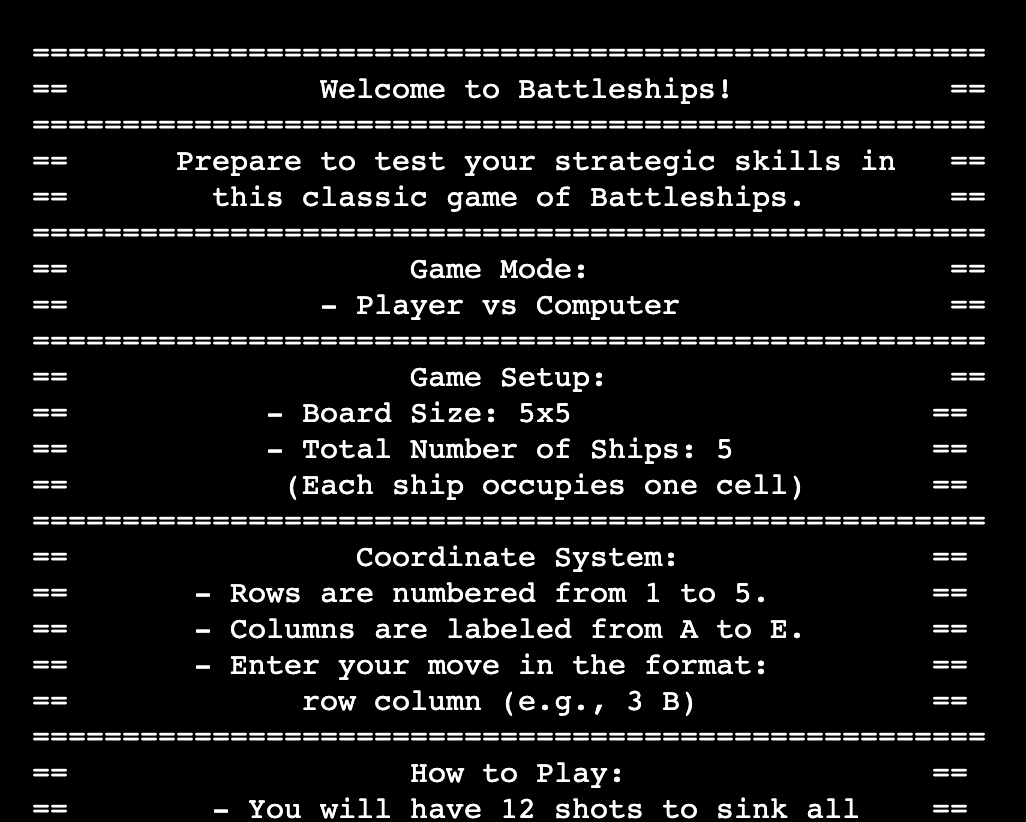 =====================================================
==              Welcome to Battleships!            ==
=====================================================
==      Prepare to test your strategic skills in   ==
==        this classic game of Battleships.        ==
=====================================================
==                   Game Mode:                    ==
==              - Player vs Computer               ==
=====================================================
==                   Game Setup:                   ==
==           - Board Size: 5x5                    ==
==           - Total Number of Ships: 5           ==
==            (Each ship occupies one cell)       ==
=====================================================
==                Coordinate System:              ==
==       - Rows are numbered from 1 to 5.         ==
==       - Columns are labeled from A to E.       ==
==       - Enter your move in the format:         ==
==             row column (e.g., 3 B)             ==
=====================================================
==                   How to Play:                 ==
==        - You will have 12 shots to sink all    ==